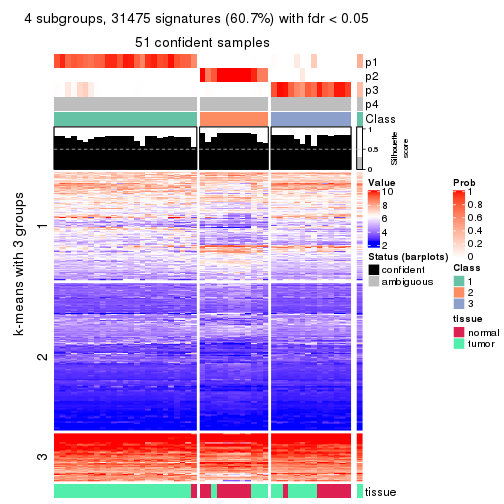 4 subgroups, 31475 signatures (60.7%) with fdr < 0.05
51 confident samples
p1
p2
p3
p4
Class
1
0.5
0
Silhouette
score
k-means with 3 groups
1
2
3
tissue
Value
10
8
6
4
2
Status (barplots)
confident
ambiguous
Prob
1
0.8
0.6
0.4
0.2
0
Class
1
2
3
tissue
normal
tumor